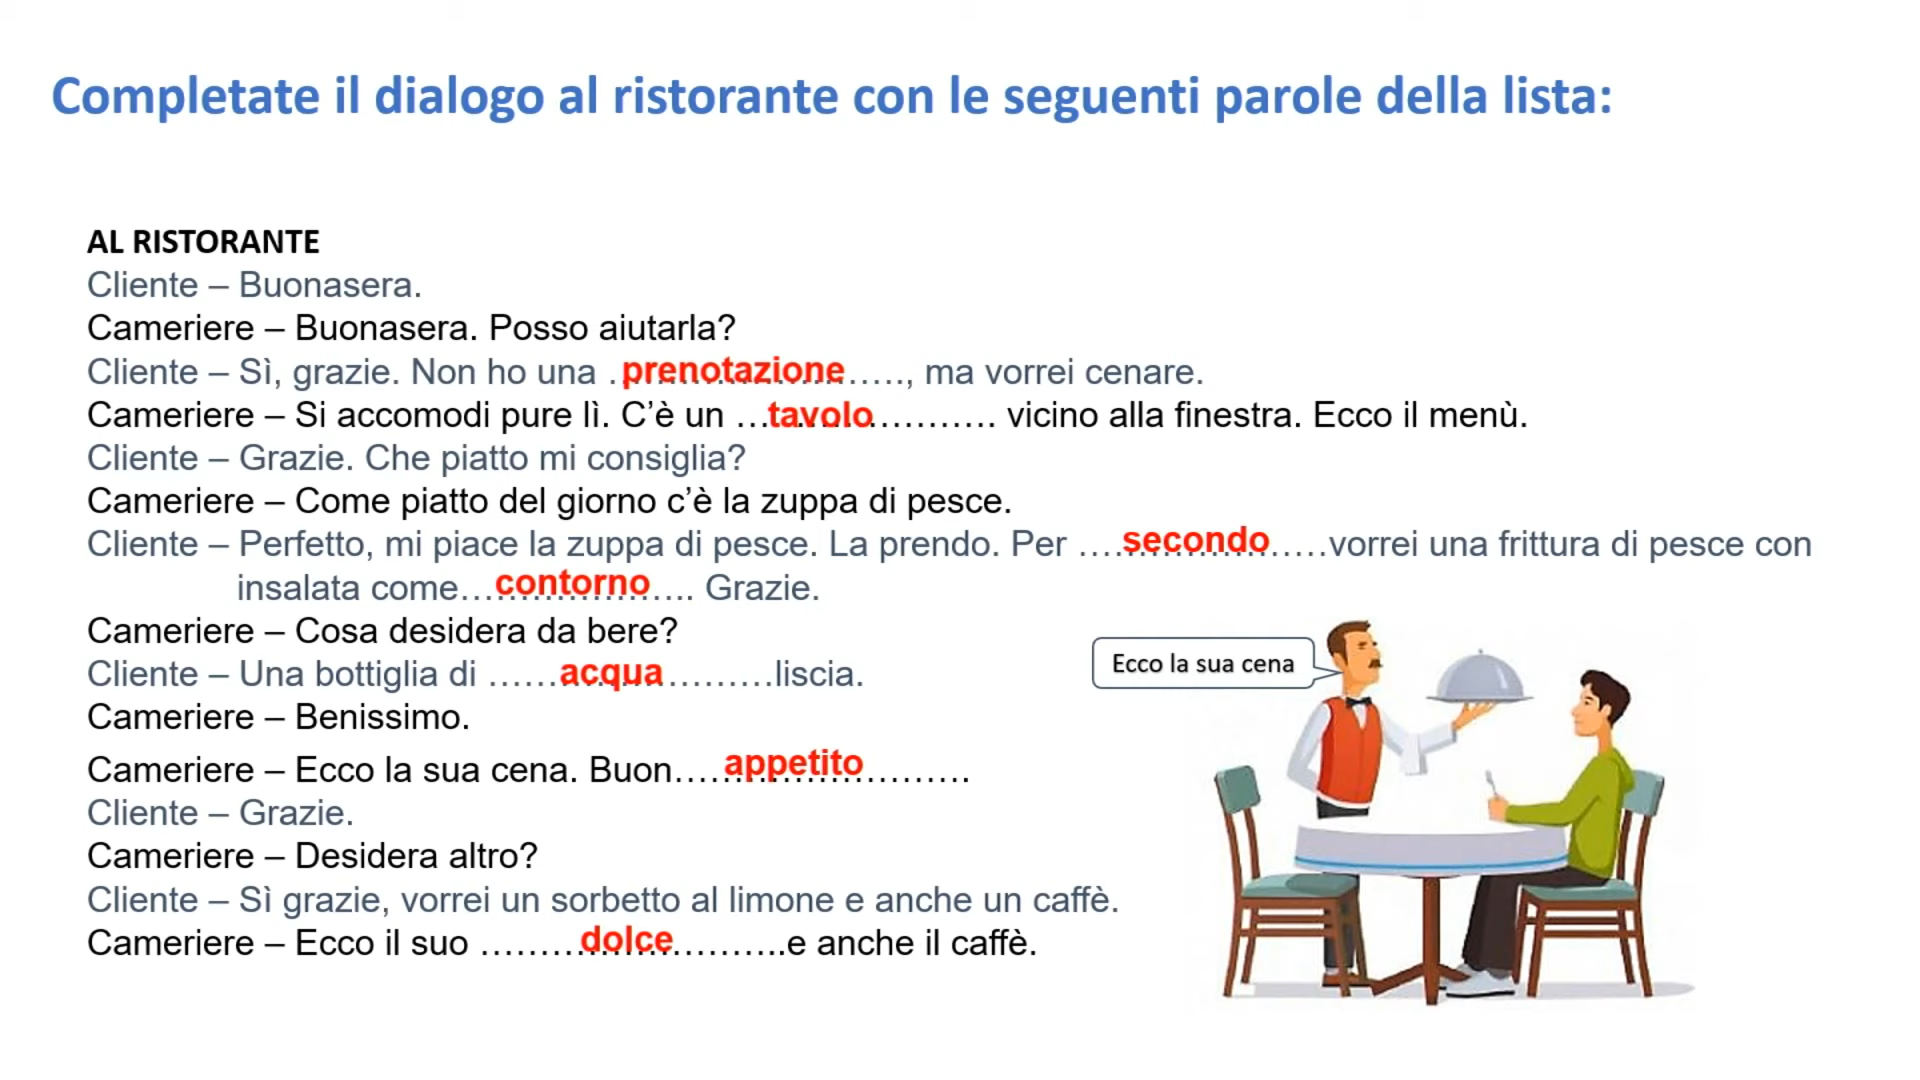 Completate il dialogo al ristorante con le seguenti parole della lista:
AL RISTORANTE
Cliente – Buonasera.
Cameriere – Buonasera. Posso aiutarla?
Cliente – Sì, grazie. Non ho una .prenotazione….., ma vorrei cenare.
Cameriere – Si accomodi pure lì. C’è un …tavolo………… vicino alla finestra. Ecco il menù.
Cliente – Grazie. Che piatto mi consiglia?
Cameriere – Come piatto del giorno c’è la zuppa di pesce.
Cliente – Perfetto, mi piace la zuppa di pesce. La prendo. Per ….secondo…..vorrei una frittura di pesce con
insalata come…contorno….. Grazie.
Cameriere – Cosa desidera da bere?
Cliente – Una bottiglia di ……acqua………liscia.
Cameriere – Benissimo.
Cameriere – Ecco la sua cena. Buon….appetito……….
Cliente – Grazie.
Cameriere – Desidera altro?
Cliente – Sì grazie, vorrei un sorbetto al limone e anche un caffè.
Cameriere – Ecco il suo ………dolce………..e anche il caffè.
Ecco la sua cena